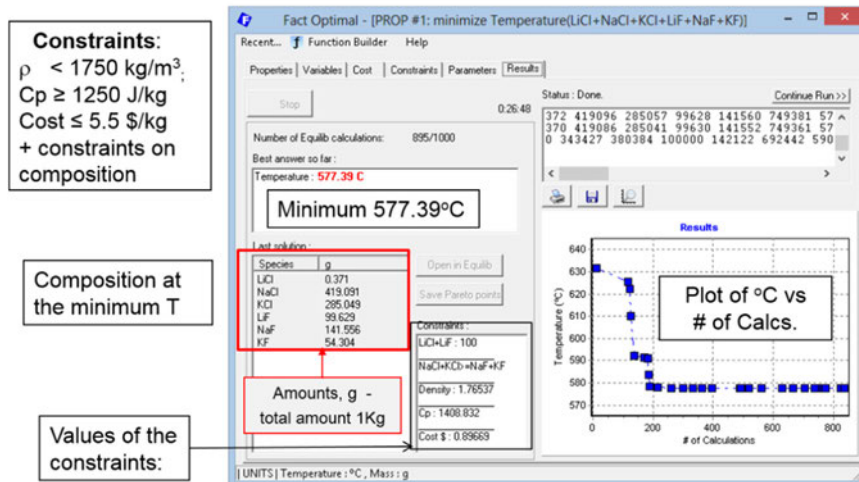 Constraints:
ρ < 1750 kg/m³;
Cp ≥ 1250 J/kg
Cost ≤ 5.5 $/kg
+ constraints on
composition
Composition at
the minimum T
Values of the
constraints:
Fact Optimal - [PROP #1: minimize Temperature(LiCl+NaCl+KCl+LiF+NaF+KF)]
Recent... Function Builder Help
Properties Variables Cost Constraints Parameters Results
Stop
0:26:48
Number of Equilib calculations: 895/1000
Best answer so far :
Temperature : 577.39 C
Minimum 577.39°C
Last solution :
Species g
LiCl 0.371
NaCl 419.091
KCl 285.049
LiF 99.629
NaF 141.556
KF 54.304
Open in Equilib
Save Pareto points
Amounts, g -
total amount 1Kg
Constraints :
LiCl+LiF : 100
NaCl+KCl>=NaF+KF
Density : 1.76537
Cp : 1408.832
Cost $ : 0.89669
Status : Done.
Continue Run >>
372 419096 285057 99628 141560 749381 57
370 419086 285041 99630 141552 749361 57
0 343427 380384 100000 142122 692442 590
Results
Plot of °C vs
# of Calcs.
Temperature (°C)
640
630
620
610
600
590
580
570
0 200 400 600 800
# of Calculations
| UNITS | Temperature : °C , Mass : g